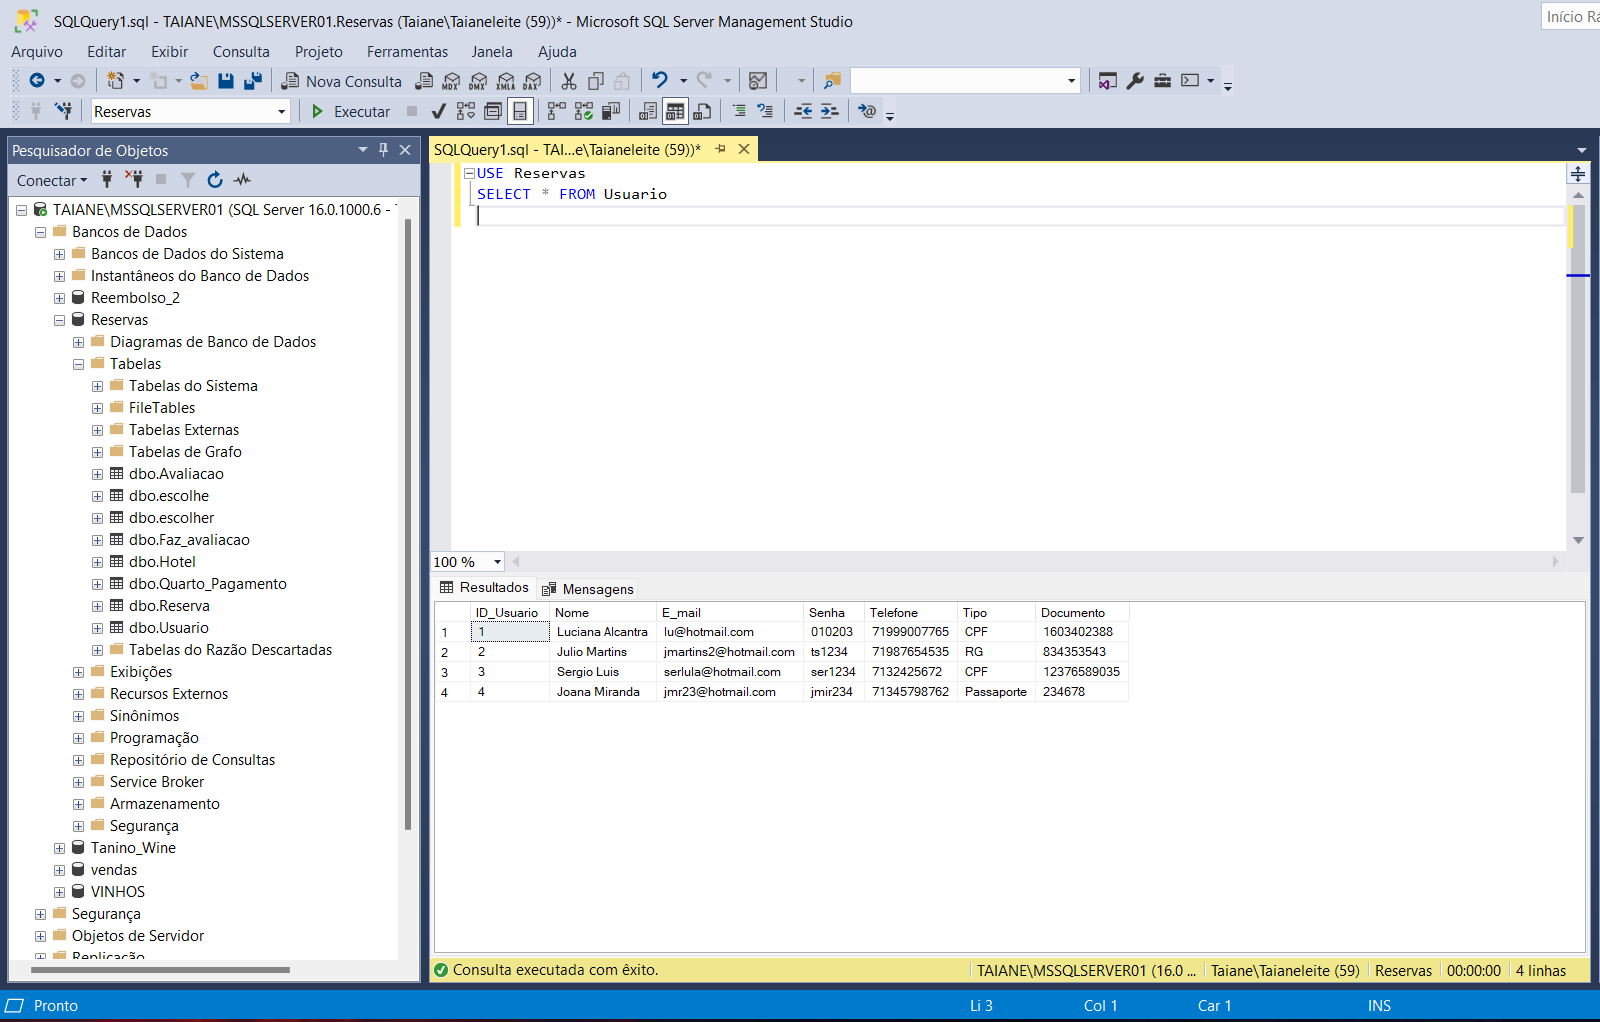 SQLQuery1.sql - TAIANE\MSSQLSERVER01.Reservas (Taiane\Taianeleite (59))* - Microsoft SQL Server Management Studio
Início Rá
Arquivo Editar Exibir Consulta Projeto Ferramentas Janela Ajuda
Nova Consulta MDX DMX XMLA DAX
Reservas Executar
Pesquisador de Objetos
Conectar
TAIANE\MSSQLSERVER01 (SQL Server 16.0.1000.6 -
Bancos de Dados
Bancos de Dados do Sistema
Instantâneos do Banco de Dados
Reembolso_2
Reservas
Diagramas de Banco de Dados
Tabelas
Tabelas do Sistema
FileTables
Tabelas Externas
Tabelas de Grafo
dbo.Avaliacao
dbo.escolhe
dbo.escolher
dbo.Faz_avaliacao
dbo.Hotel
dbo.Quarto_Pagamento
dbo.Reserva
dbo.Usuario
Tabelas do Razão Descartadas
Exibições
Recursos Externos
Sinônimos
Programação
Repositório de Consultas
Service Broker
Armazenamento
Segurança
Tanino_Wine
vendas
VINHOS
Segurança
Objetos de Servidor
Replicação
SQLQuery1.sql - TAI...e\Taianeleite (59))*
USE Reservas
SELECT * FROM Usuario
100 %
Resultados Mensagens
ID_Usuario Nome E_mail Senha Telefone Tipo Documento
1 1 Luciana Alcantra lu@hotmail.com 010203 71999007765 CPF 1603402388
2 2 Julio Martins jmartins2@hotmail.com ts1234 71987654535 RG 834353543
3 3 Sergio Luis serlula@hotmail.com ser1234 7132425672 CPF 12376589035
4 4 Joana Miranda jmr23@hotmail.com jmir234 71345798762 Passaporte 234678
Consulta executada com êxito. TAIANE\MSSQLSERVER01 (16.0 ... Taiane\Taianeleite (59) Reservas 00:00:00 4 linhas
Pronto Li 3 Col 1 Car 1 INS